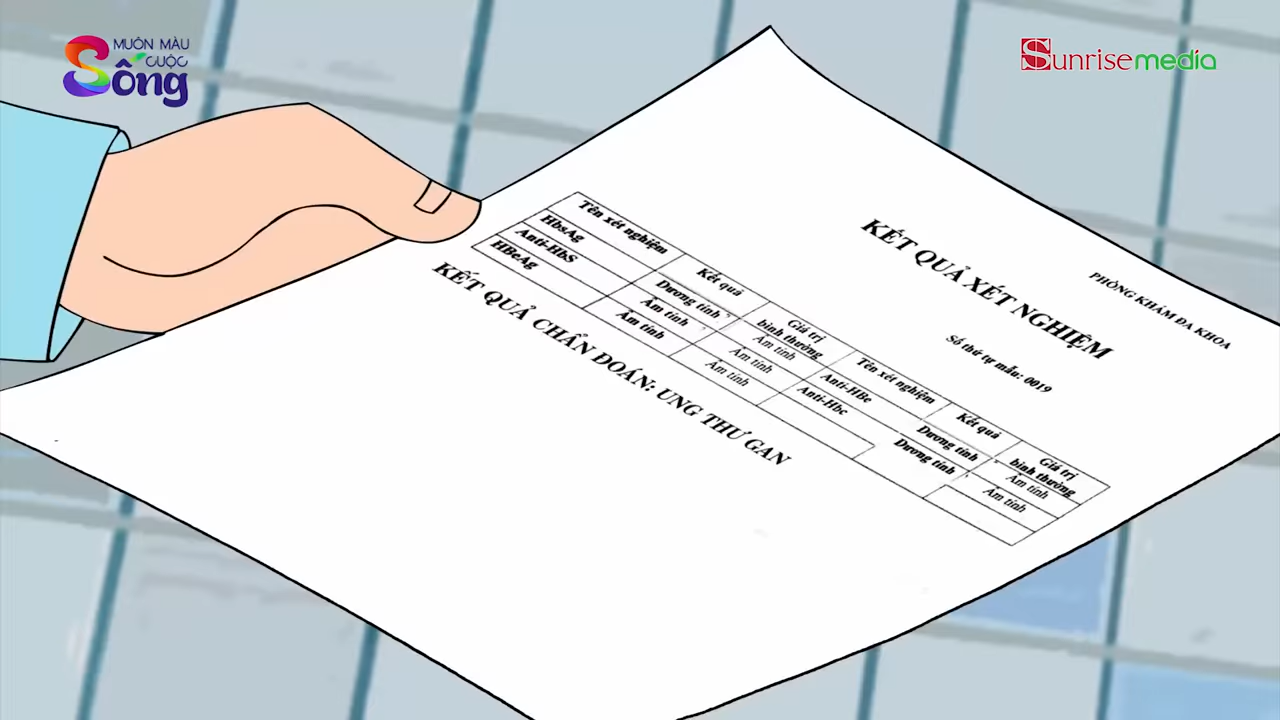 MUÔN MÀU
CUỘC
Sống
Sunrisemedia
PHÒNG KHÁM ĐA KHOA
KẾT QUẢ XÉT NGHIỆM
Số thứ tự mẫu: 0019
Tên xét nghiệm Kết quả Giá trị bình thường Tên xét nghiệm Kết quả Giá trị bình thường
HbsAg Dương tính Âm tính Anti-HBe Dương tính Âm tính
Anti-HbS Âm tính Âm tính Anti-Hbc Dương tính Âm tính
HBeAg Âm tính Âm tính
KẾT QUẢ CHẨN ĐOÁN: UNG THƯ GAN